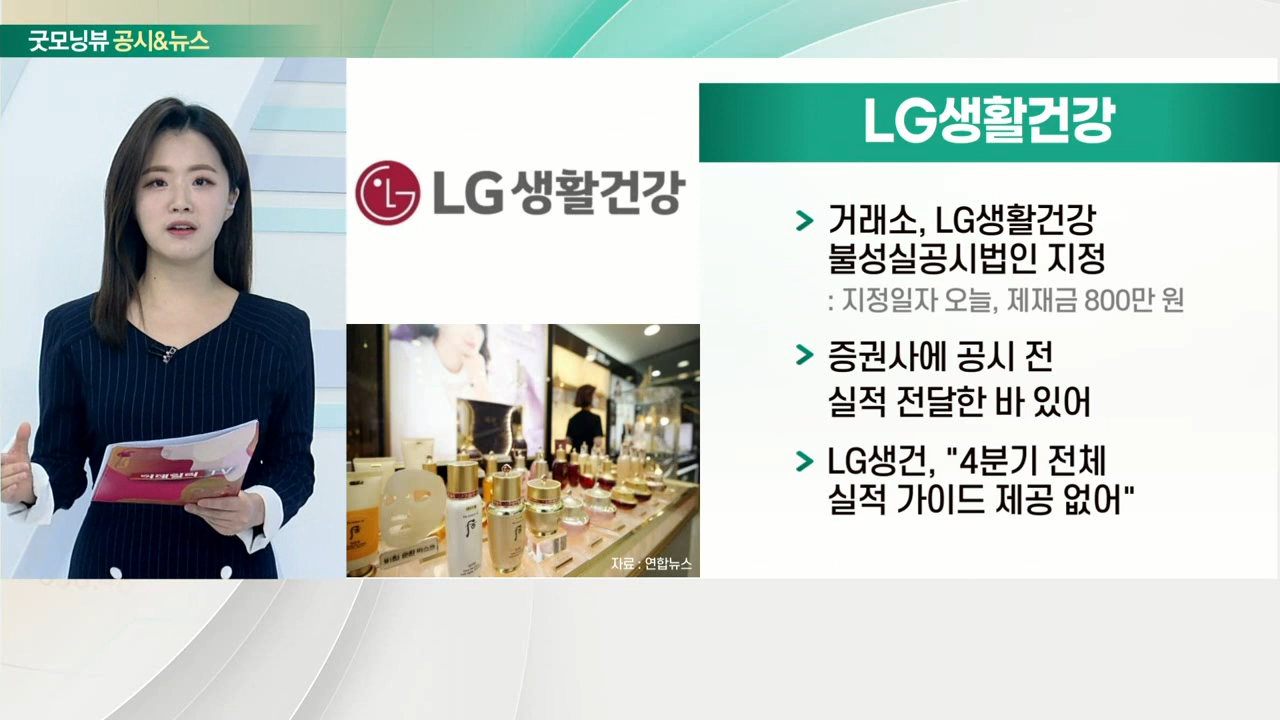 굿모닝뷰 공시&뉴스
LG생활건강
LG 생활건강
> 거래소, LG생활건강
불성실공시법인 지정
: 지정일자 오늘, 제재금 800만 원
> 증권사에 공시 전
실적 전달한 바 있어
> LG생건, "4분기 전체
실적 가이드 제공 없어"
자료 : 연합뉴스